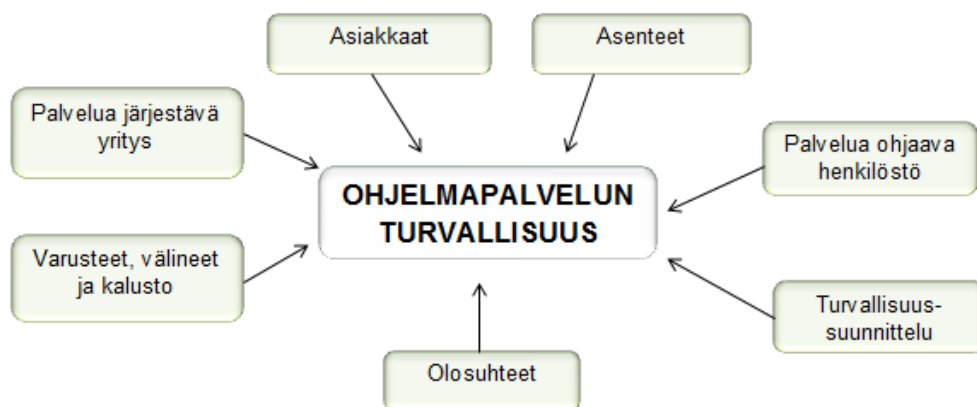 Asiakkaat
Asenteet
Palvelua järjestävä
yritys
Palvelua ohjaava
henkilöstö
OHJELMAPALVELUN
TURVALLISUUS
Varusteet, välineet
ja kalusto
Turvallisuus-
suunnittelu
Olosuhteet